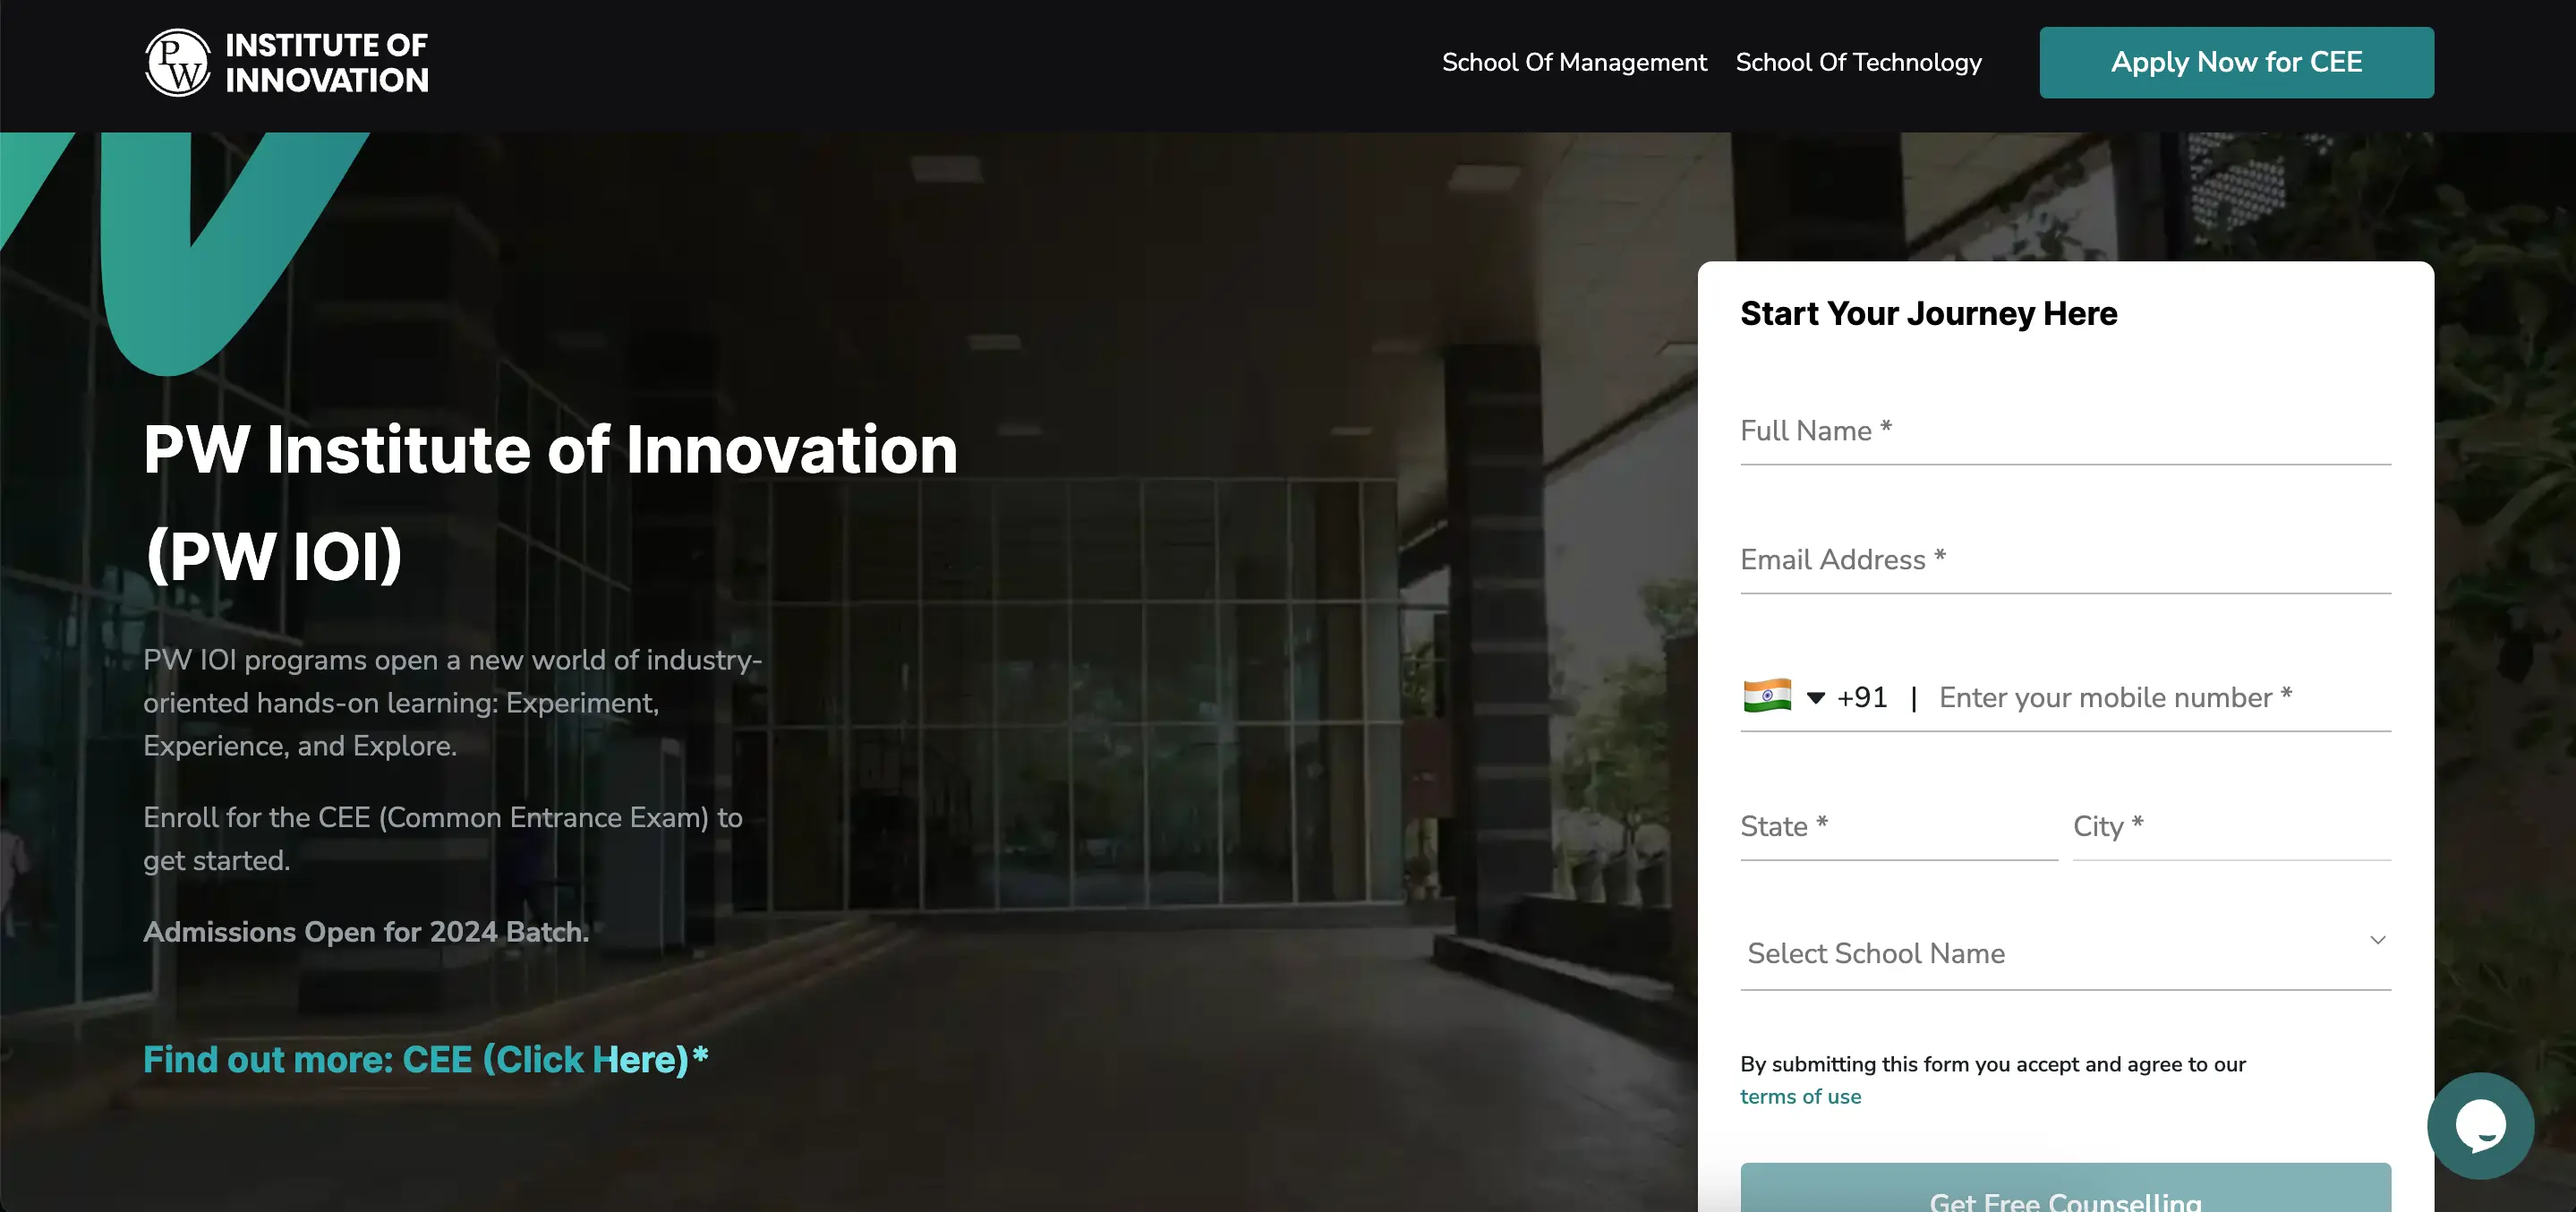 PW
INSTITUTE OF
INNOVATION
School Of Management
School Of Technology
Apply Now for CEE
PW Institute of Innovation
(PW IOI)
PW IOI programs open a new world of industry-
oriented hands-on learning: Experiment,
Experience, and Explore.
Enroll for the CEE (Common Entrance Exam) to
get started.
Admissions Open for 2024 Batch.
Find out more: CEE (Click Here)*
Start Your Journey Here
Full Name *
Email Address *
+91 | Enter your mobile number *
State *
City *
Select School Name
By submitting this form you accept and agree to our
terms of use
Get Free Counselling